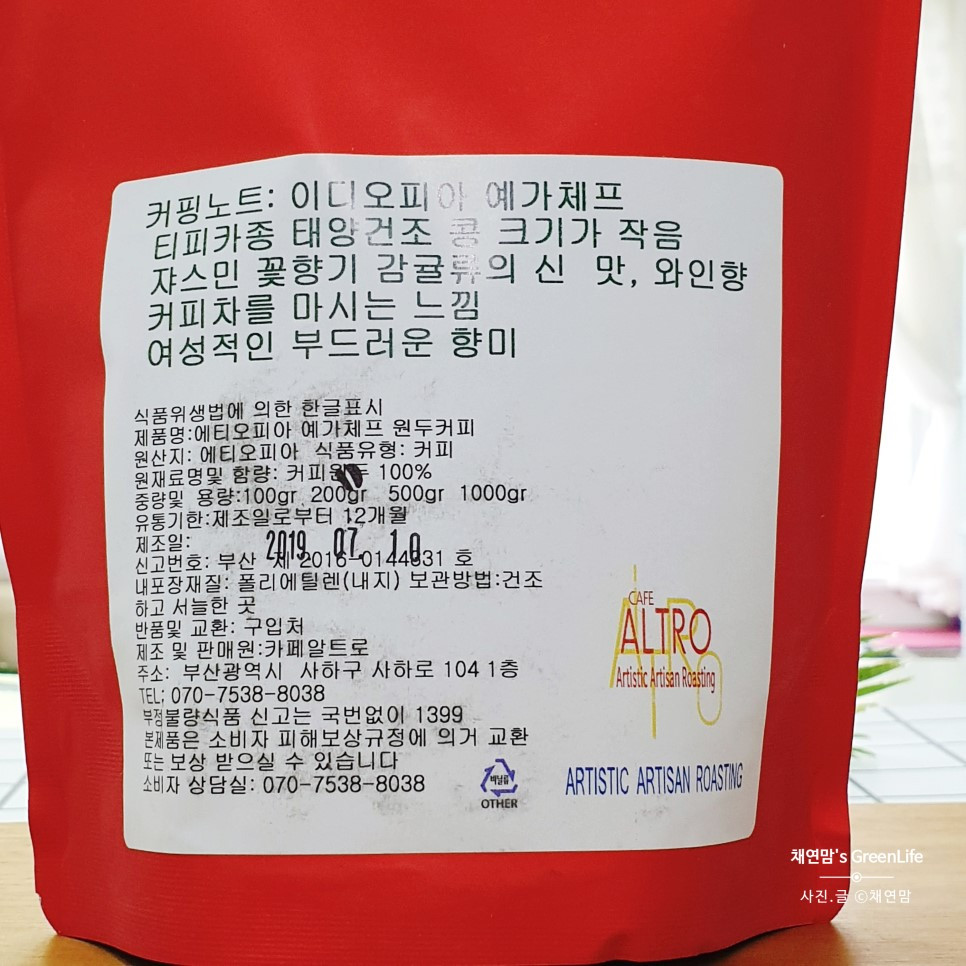 커핑노트: 이디오피아 예가체프
티피카종 태양건조 콩 크기가 작음
쟈스민 꽃향기 감귤류의 신 맛, 와인향
커피차를 마시는 느낌
여성적인 부드러운 향미
식품위생법에 의한 한글표시
제품명:에티오피아 예가체프 원두커피
원산지: 에티오피아 식품유형: 커피
원재료명및 함량: 커피원두 100%
중량및 용량:100gr 200gr 500gr 1000gr
유통기한:제조일로부터 12개월
제조일: 2019. 07. 10
신고번호: 부산 제 2016-0144831 호
내포장재질: 폴리에틸렌(내지) 보관방법:건조
하고 서늘한 곳
반품및 교환: 구입처
제조 및 판매원:카페알트로
주소: 부산광역시 사하구 사하로 104 1층
TEL; 070-7538-8038
부정불량식품 신고는 국번없이 1399
본제품은 소비자 피해보상규정에 의거 교환
또는 보상 받으실 수 있습니다
소비자 상담실: 070-7538-8038
비닐류
OTHER
CAFE
ALTRO
Artistic Artisan Roasting
ARTISTIC ARTISAN ROASTING
채연맘's GreenLife
사진.글 ©채연맘